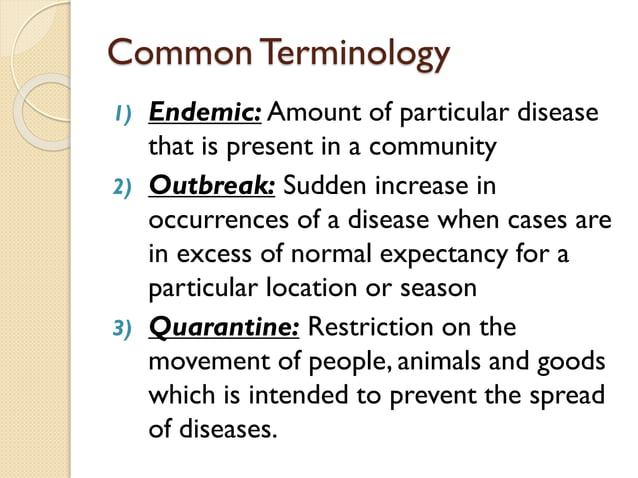 Common Terminology
1) Endemic: Amount of particular disease
that is present in a community
2) Outbreak: Sudden increase in
occurrences of a disease when cases are
in excess of normal expectancy for a
particular location or season
3) Quarantine: Restriction on the
movement of people, animals and goods
which is intended to prevent the spread
of diseases.